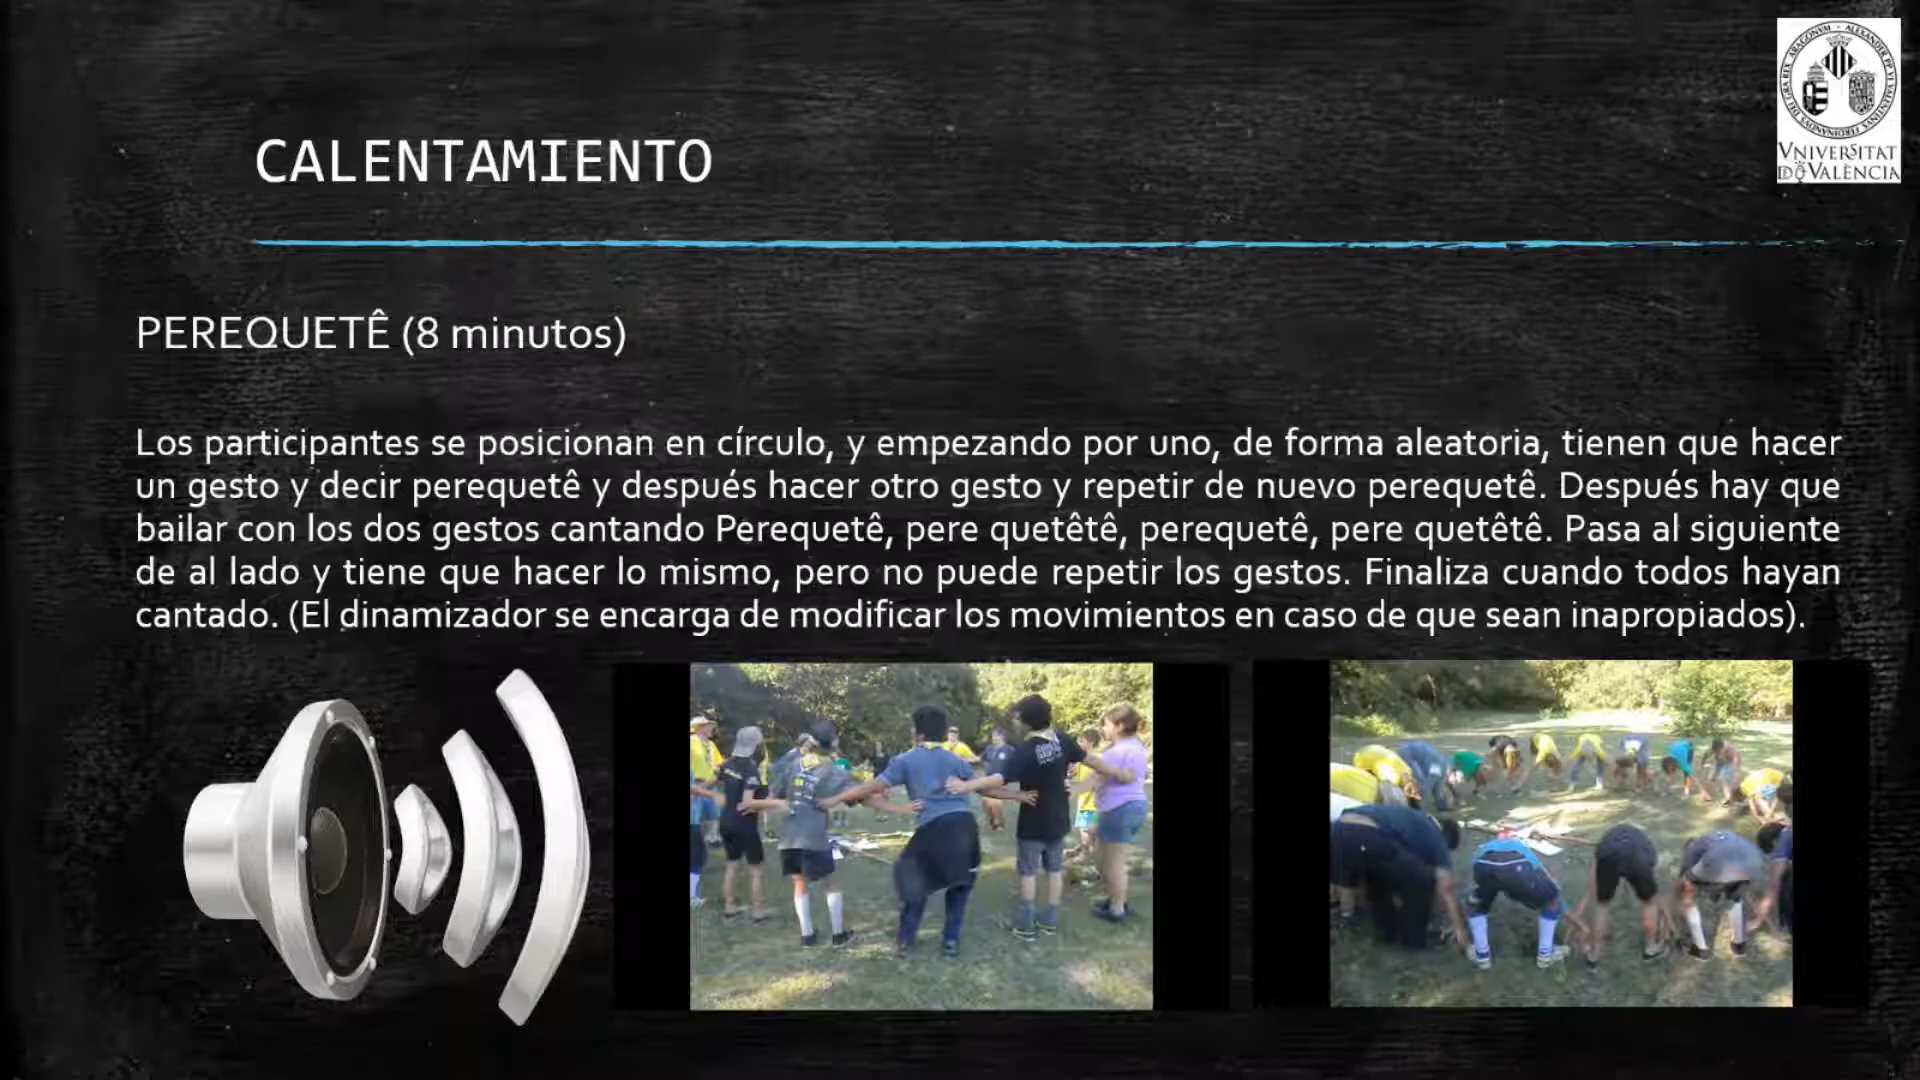 VNIVERSITAT
DE VALÈNCIA
CALENTAMIENTO
PEREQUETÊ (8 minutos)
Los participantes se posicionan en círculo, y empezando por uno, de forma aleatoria, tienen que hacer
un gesto y decir perequetê y después hacer otro gesto y repetir de nuevo perequetê. Después hay que
bailar con los dos gestos cantando Perequetê, pere quetêtê, perequetê, pere quetêtê. Pasa al siguiente
de al lado y tiene que hacer lo mismo, pero no puede repetir los gestos. Finaliza cuando todos hayan
cantado. (El dinamizador se encarga de modificar los movimientos en caso de que sean inapropiados).